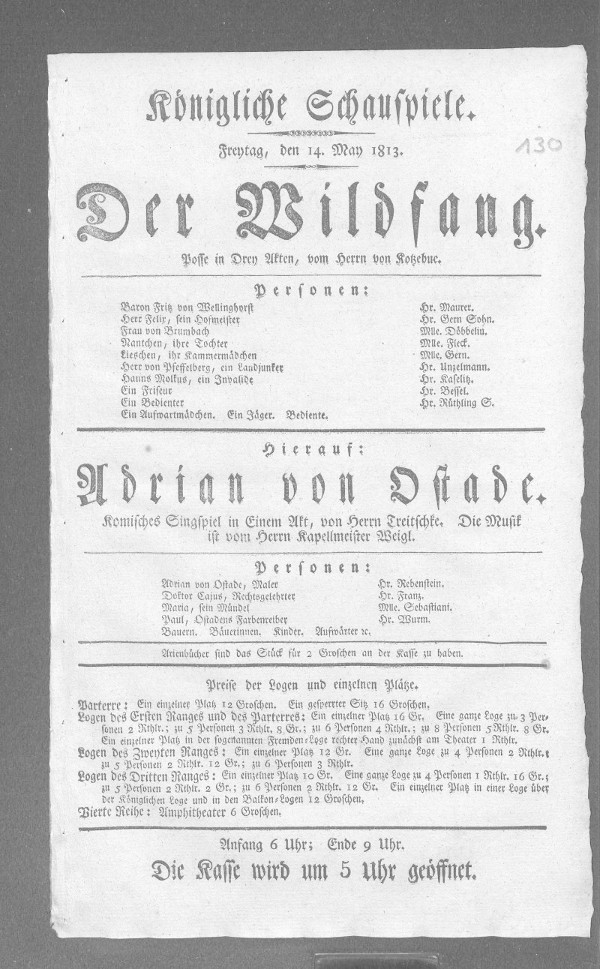 Königliche Schauspiele.
Freytag, den 14. May 1813.
130
Der Wildfang.
Posse in Drey Akten, vom Herrn von Kotzebue.
Personen:
Baron Fritz von Wellinghorst Hr. Maurer.
Herr Felix, sein Hofmeister Hr. Gern Sohn.
Frau von Brumbach Mlle. Döbbelin.
Nantchen, ihre Tochter Mlle. Fleck.
Lieschen, ihr Kammermädchen Mlle. Gern.
Herr von Pfeffelberg, ein Landjunker Hr. Unzelmann.
Hanns Molkus, ein Invalide Hr. Kaselitz.
Ein Friseur Hr. Bessel.
Ein Bedienter Hr. Rüthling S.
Ein Aufwartmädchen. Ein Jäger. Bediente.
Hierauf:
Adrian von Ostade.
Komisches Singspiel in Einem Akt, von Herrn Treitschke. Die Musik
ist vom Herrn Kapellmeister Weigl.
Personen:
Adrian von Ostade, Maler Hr. Rebenstein.
Doktor Cajus, Rechtsgelehrter Hr. Franz.
Maria, sein Mündel Mlle. Sebastiani.
Paul, Ostadens Farbenreiber Hr. Wurm.
Bauern. Bäuerinnen. Kinder. Aufwärter ꝛc.
Arienbücher sind das Stück für 2 Groschen an der Kasse zu haben.
Preise der Logen und einzelnen Plätze.
Parterre: Ein einzelner Platz 12 Groschen. Ein gesperrter Sitz 16 Groschen.
Logen des Ersten Ranges und des Parterres: Ein einzelner Platz 16 Gr. Eine ganze Loge zu 3 Per-
sonen 2 Rthlr.; zu 5 Personen 3 Rthlr. 8 Gr.; zu 6 Personen 4 Rthlr.; zu 8 Personen 5 Rthlr. 8 Gr.
Ein einzelner Platz in der sogenannten Fremden-Loge rechter Hand zunächst am Theater 1 Rthlr.
Logen des Zweyten Ranges: Ein einzelner Platz 12 Gr. Eine ganze Loge zu 4 Personen 2 Rthlr.;
zu 5 Personen 2 Rthlr. 12 Gr.; zu 6 Personen 3 Rthlr.
Logen des Dritten Ranges: Ein einzelner Platz 10 Gr. Eine ganze Loge zu 4 Personen 1 Rthlr. 16 Gr.;
zu 5 Personen 2 Rthlr. 2 Gr.; zu 6 Personen 2 Rthlr. 12 Gr. Ein einzelner Platz in einer Loge über
der Königlichen Loge und in den Balkon-Logen 12 Groschen.
Vierte Reihe: Amphitheater 6 Groschen.
Anfang 6 Uhr; Ende 9 Uhr.
Die Kasse wird um 5 Uhr geöffnet.